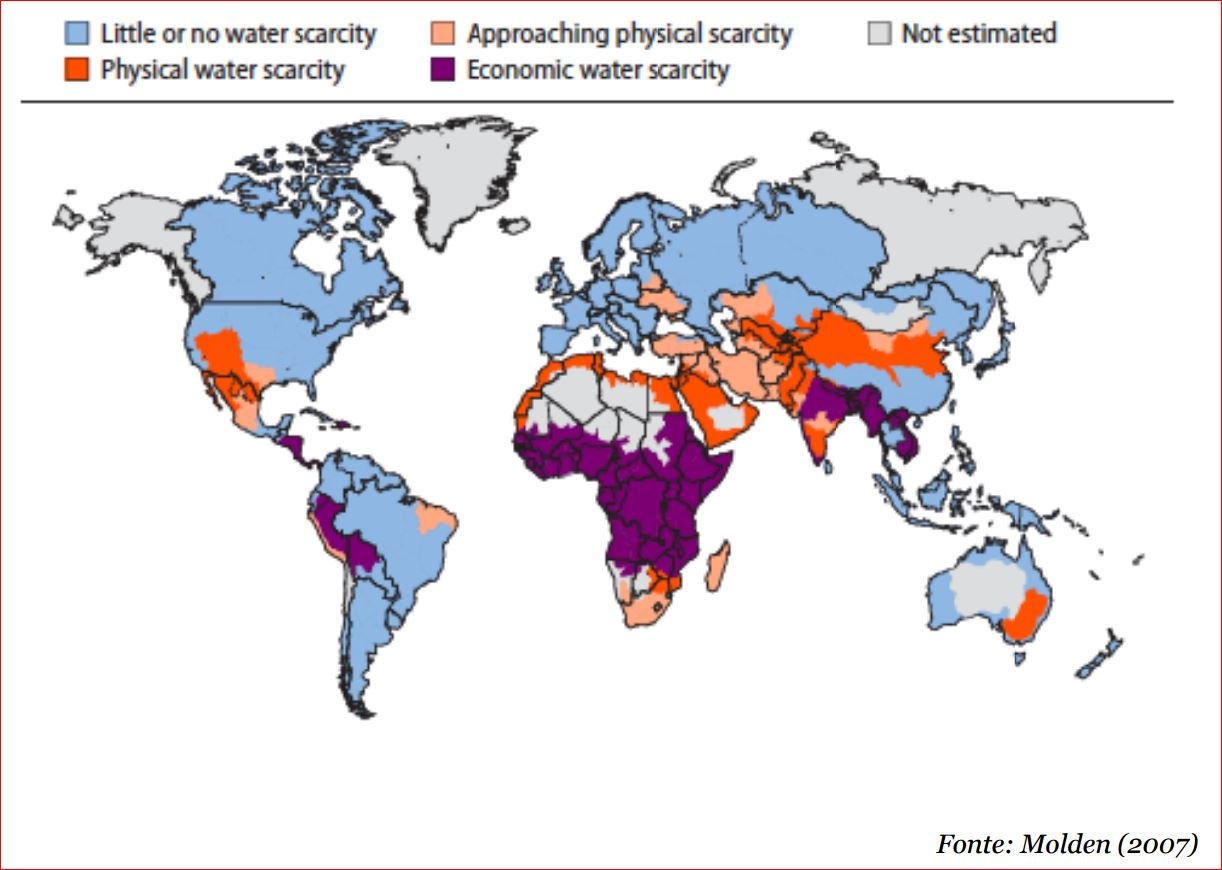 Little or no water scarcity Approaching physical scarcity Not estimated
Physical water scarcity Economic water scarcity
Fonte: Molden (2007)